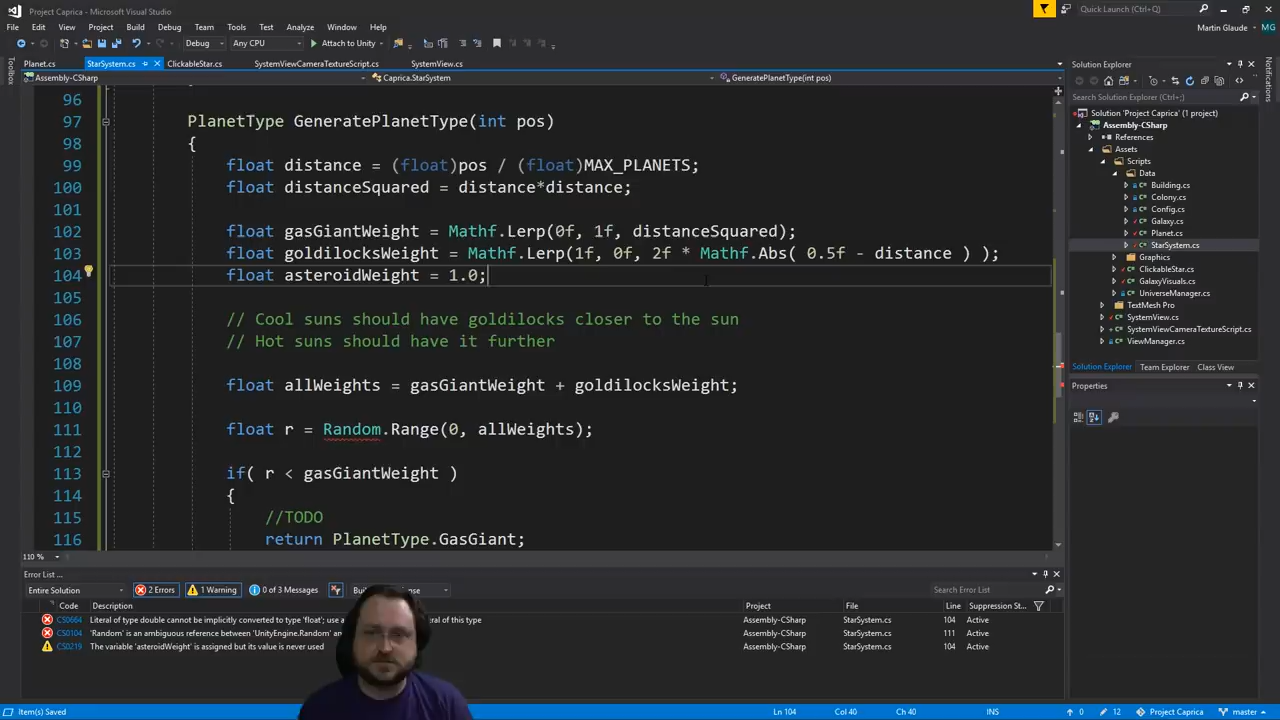 Project Caprica - Microsoft Visual Studio
Quick Launch (Ctrl+Q)
File Edit View Project Build Debug Team Tools Test Analyze Window Help
Martin Glaude MG
Debug Any CPU Attach to Unity
Toolbox
Planet.cs StarSystem.cs ClickableStar.cs SystemViewCameraTextureScript.cs SystemView.cs
Assembly-CSharp Caprica.StarSystem GeneratePlanetType(int pos)
96
97 PlanetType GeneratePlanetType(int pos)
98 {
99 float distance = (float)pos / (float)MAX_PLANETS;
100 float distanceSquared = distance*distance;
101
102 float gasGiantWeight = Mathf.Lerp(0f, 1f, distanceSquared);
103 float goldilocksWeight = Mathf.Lerp(1f, 0f, 2f * Mathf.Abs( 0.5f - distance ) );
104 float asteroidWeight = 1.0;
105
106 // Cool suns should have goldilocks closer to the sun
107 // Hot suns should have it further
108
109 float allWeights = gasGiantWeight + goldilocksWeight;
110
111 float r = Random.Range(0, allWeights);
112
113 if( r < gasGiantWeight )
114 {
115 //TODO
116 return PlanetType.GasGiant;
110 %
Solution Explorer
Search Solution Explorer (Ctrl+;)
Solution 'Project Caprica' (1 project)
Assembly-CSharp
References
Assets
Scripts
Data
Building.cs
Colony.cs
Config.cs
Galaxy.cs
Planet.cs
StarSystem.cs
Graphics
ClickableStar.cs
GalaxyVisuals.cs
UniverseManager.cs
TextMesh Pro
SystemView.cs
SystemViewCameraTextureScript.cs
ViewManager.cs
Solution Explorer Team Explorer Class View
Properties
Notifications
Error List ...
Entire Solution 2 Errors 1 Warning 0 of 3 Messages
Search Error List
Code Description Project File Line Suppression St...
CS0664 Literal of type double cannot be implicitly converted to type 'float'; use a
eral of this type Assembly-CSharp StarSystem.cs 104 Active
CS0104 'Random' is an ambiguous reference between 'UnityEngine.Random' an Assembly-CSharp StarSystem.cs 111 Active
CS0219 The variable 'asteroidWeight' is assigned but its value is never used Assembly-CSharp StarSystem.cs 104 Active
Item(s) Saved Ln 104 Col 40 Ch 40 INS 0 12 Project Caprica master